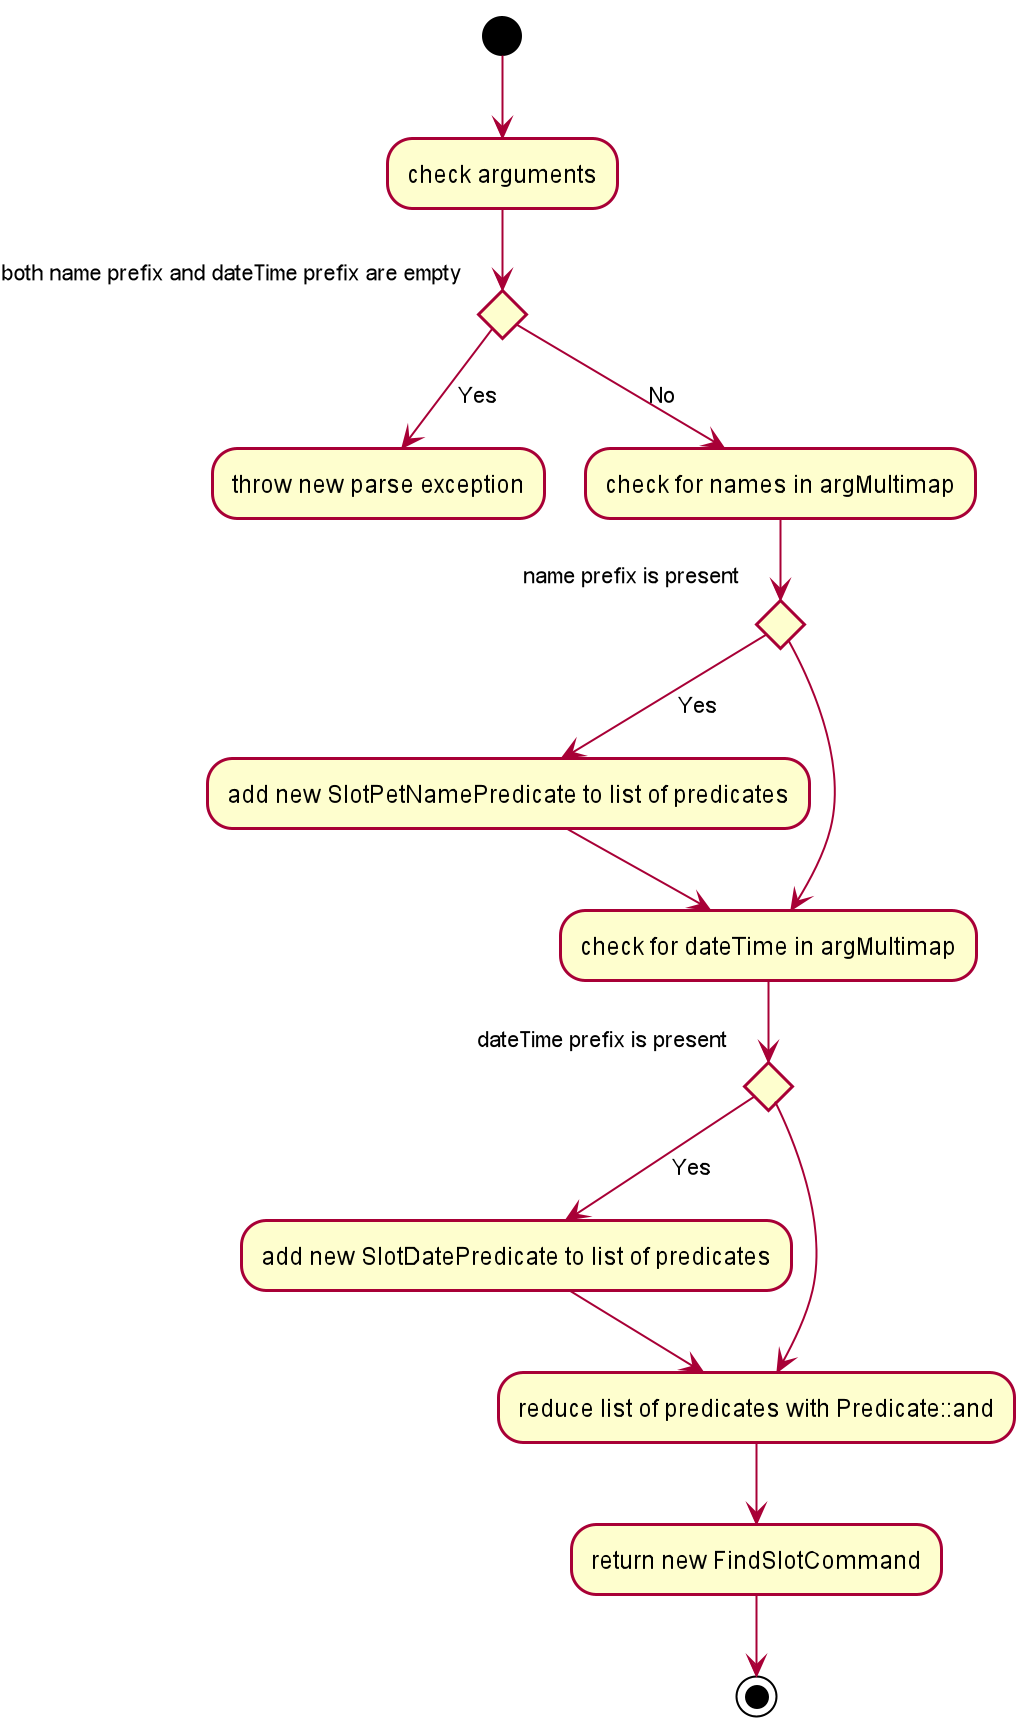 check arguments
both name prefix and dateTime prefix are empty
Yes
No
throw new parse exception
check for names in argMultimap
name prefix is present
Yes
add new SlotPetNamePredicate to list of predicates
check for dateTime in argMultimap
dateTime prefix is present
Yes
add new SlotDatePredicate to list of predicates
reduce list of predicates with Predicate::and
return new FindSlotCommand